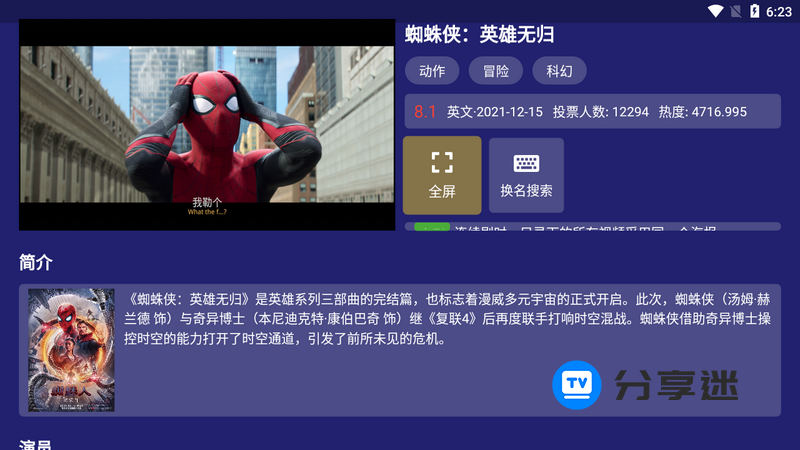 6:23
蜘蛛侠：英雄无归
动作 冒险 科幻
8.1 英文·2021-12-15 投票人数: 12294 热度: 4716.995
全屏 换名搜索
我勒个
What the f...?
简介
《蜘蛛侠：英雄无归》是英雄系列三部曲的完结篇，也标志着漫威多元宇宙的正式开启。此次，蜘蛛侠（汤姆·赫
兰德 饰）与奇异博士（本尼迪克特·康伯巴奇 饰）继《复联4》后再度联手打响时空混战。蜘蛛侠借助奇异博士操
控时空的能力打开了时空通道，引发了前所未见的危机。
TV 分享迷
演员